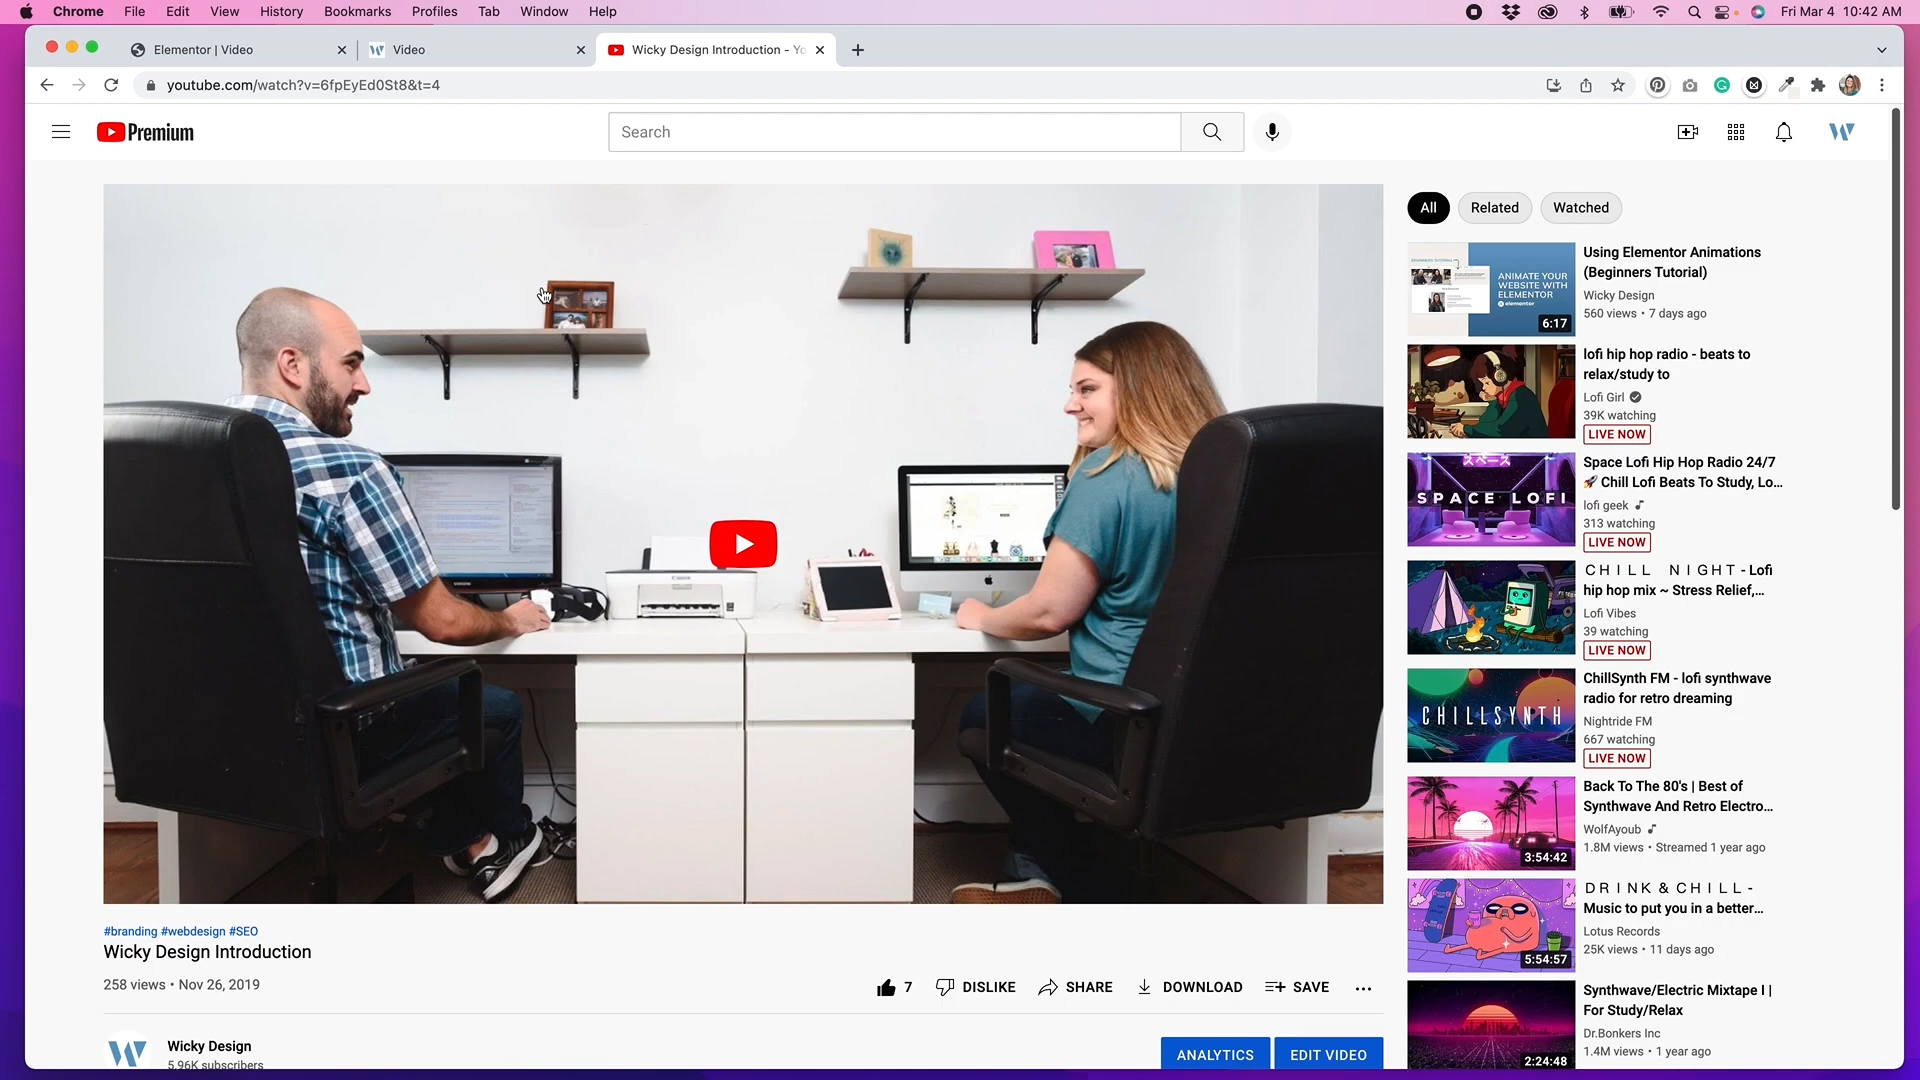 Chrome File Edit View History Bookmarks Profiles Tab Window Help
Fri Mar 4 10:42 AM
Elementor | Video
Video
Wicky Design Introduction - Yo
youtube.com/watch?v=6fpEyEd0St8&t=4
Premium
Search
All
Related
Watched
Using Elementor Animations
(Beginners Tutorial)
Wicky Design
560 views • 7 days ago
ANIMATE YOUR
WEBSITE WITH
ELEMENTOR
elementor
6:17
lofi hip hop radio - beats to
relax/study to
Lofi Girl
39K watching
LIVE NOW
スペース
SPACE LOFI
Space Lofi Hip Hop Radio 24/7
🚀 Chill Lofi Beats To Study, Lo...
lofi geek
313 watching
LIVE NOW
C H I L L N I G H T - Lofi
hip hop mix ~ Stress Relief,...
Lofi Vibes
39 watching
LIVE NOW
CHILLSYNTH
ChillSynth FM - lofi synthwave
radio for retro dreaming
Nightride FM
667 watching
LIVE NOW
Back To The 80's | Best of
Synthwave And Retro Electro...
WolfAyoub
1.8M views • Streamed 1 year ago
3:54:42
D R I N K & C H I L L -
Music to put you in a better...
Lotus Records
25K views • 11 days ago
5:54:57
Synthwave/Electric Mixtape I |
For Study/Relax
Dr.Bonkers Inc
1.4M views • 1 year ago
2:24:48
#branding #webdesign #SEO
Wicky Design Introduction
258 views • Nov 26, 2019
7
DISLIKE
SHARE
DOWNLOAD
SAVE
Wicky Design
5.96K subscribers
ANALYTICS
EDIT VIDEO